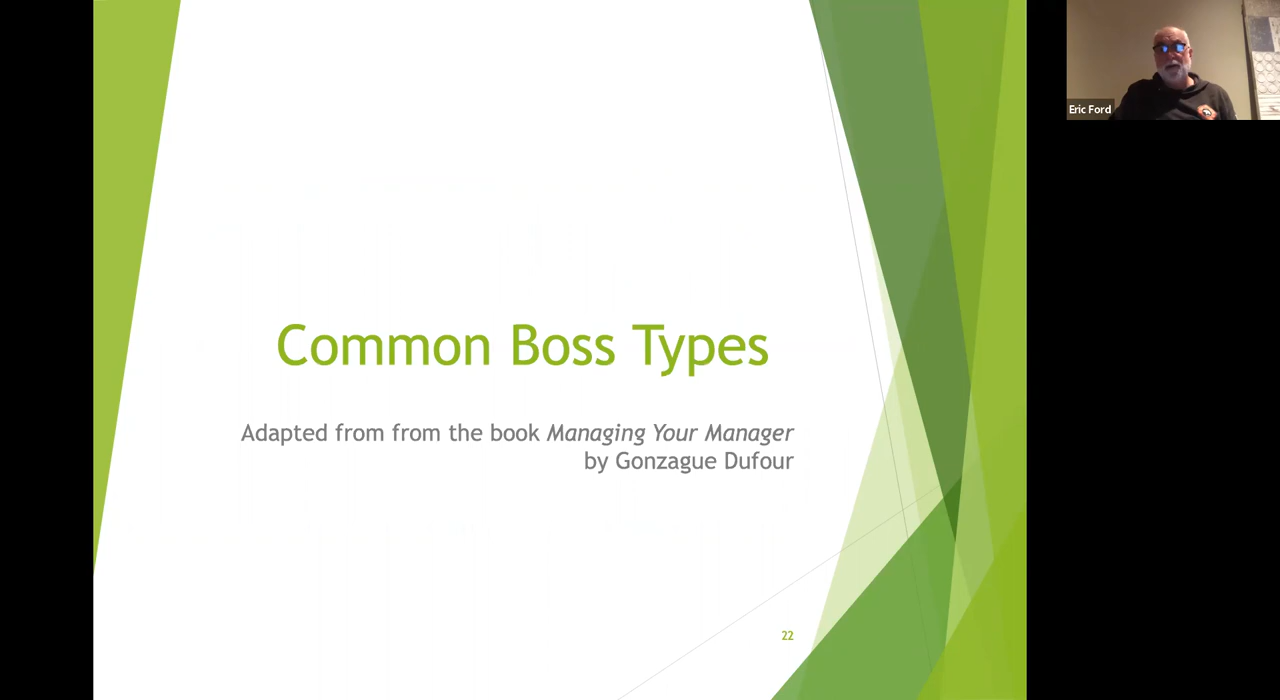 Common Boss Types
Adapted from from the book Managing Your Manager
by Gonzague Dufour
22
Eric Ford